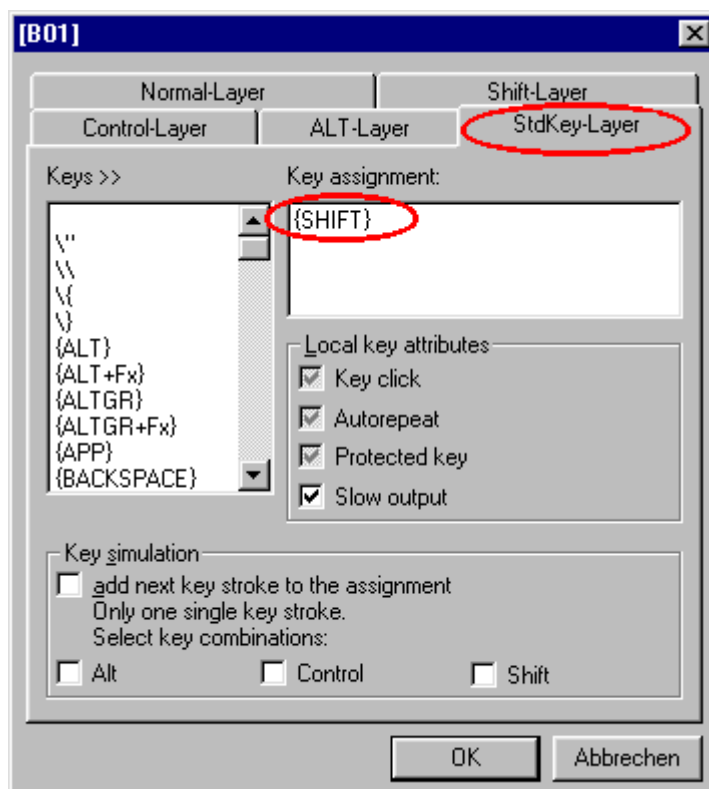 [B01]
Normal-Layer Shift-Layer
Control-Layer ALT-Layer StdKey-Layer
Keys >> Key assignment:
{SHIFT}
\"
\\
\{
\}
{ALT}
{ALT+Fx}
{ALTGR}
{ALTGR+Fx}
{APP}
{BACKSPACE}
Local key attributes
Key click
Autorepeat
Protected key
Slow output
Key simulation
add next key stroke to the assignment
Only one single key stroke.
Select key combinations:
Alt Control Shift
OK Abbrechen